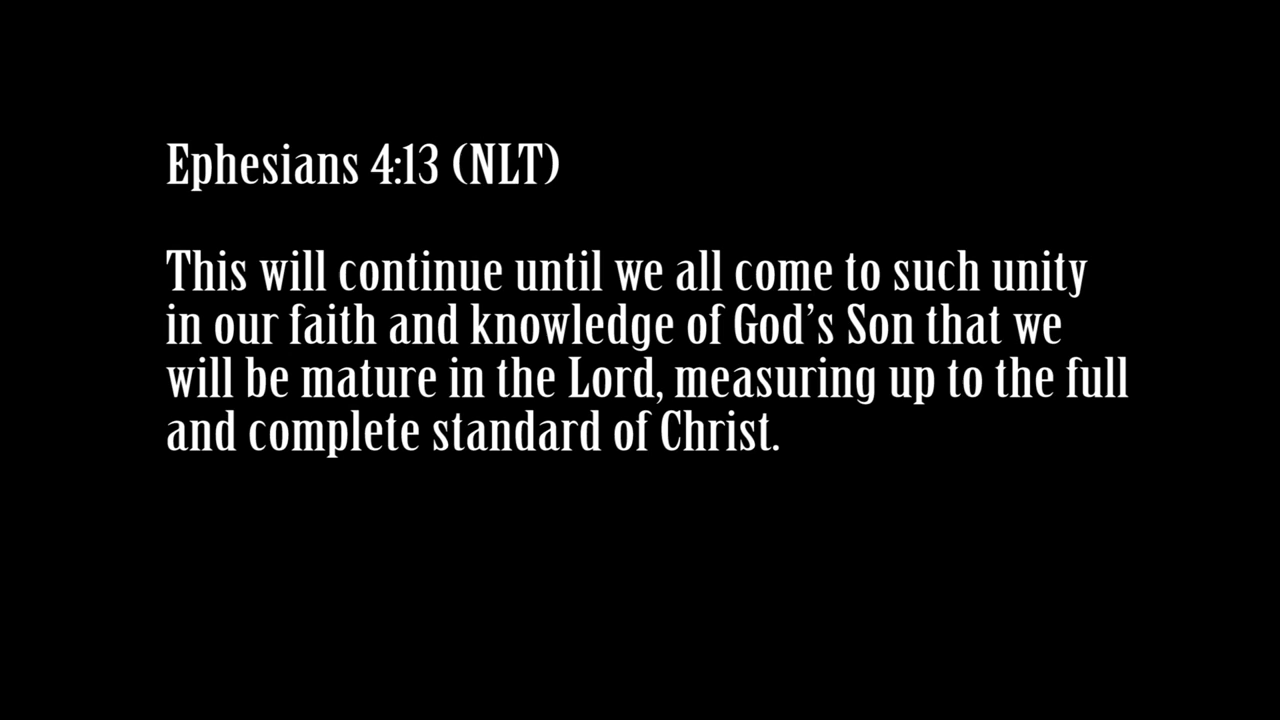 Ephesians 4:13 (NLT)
This will continue until we all come to such unity
in our faith and knowledge of God’s Son that we
will be mature in the Lord, measuring up to the full
and complete standard of Christ.